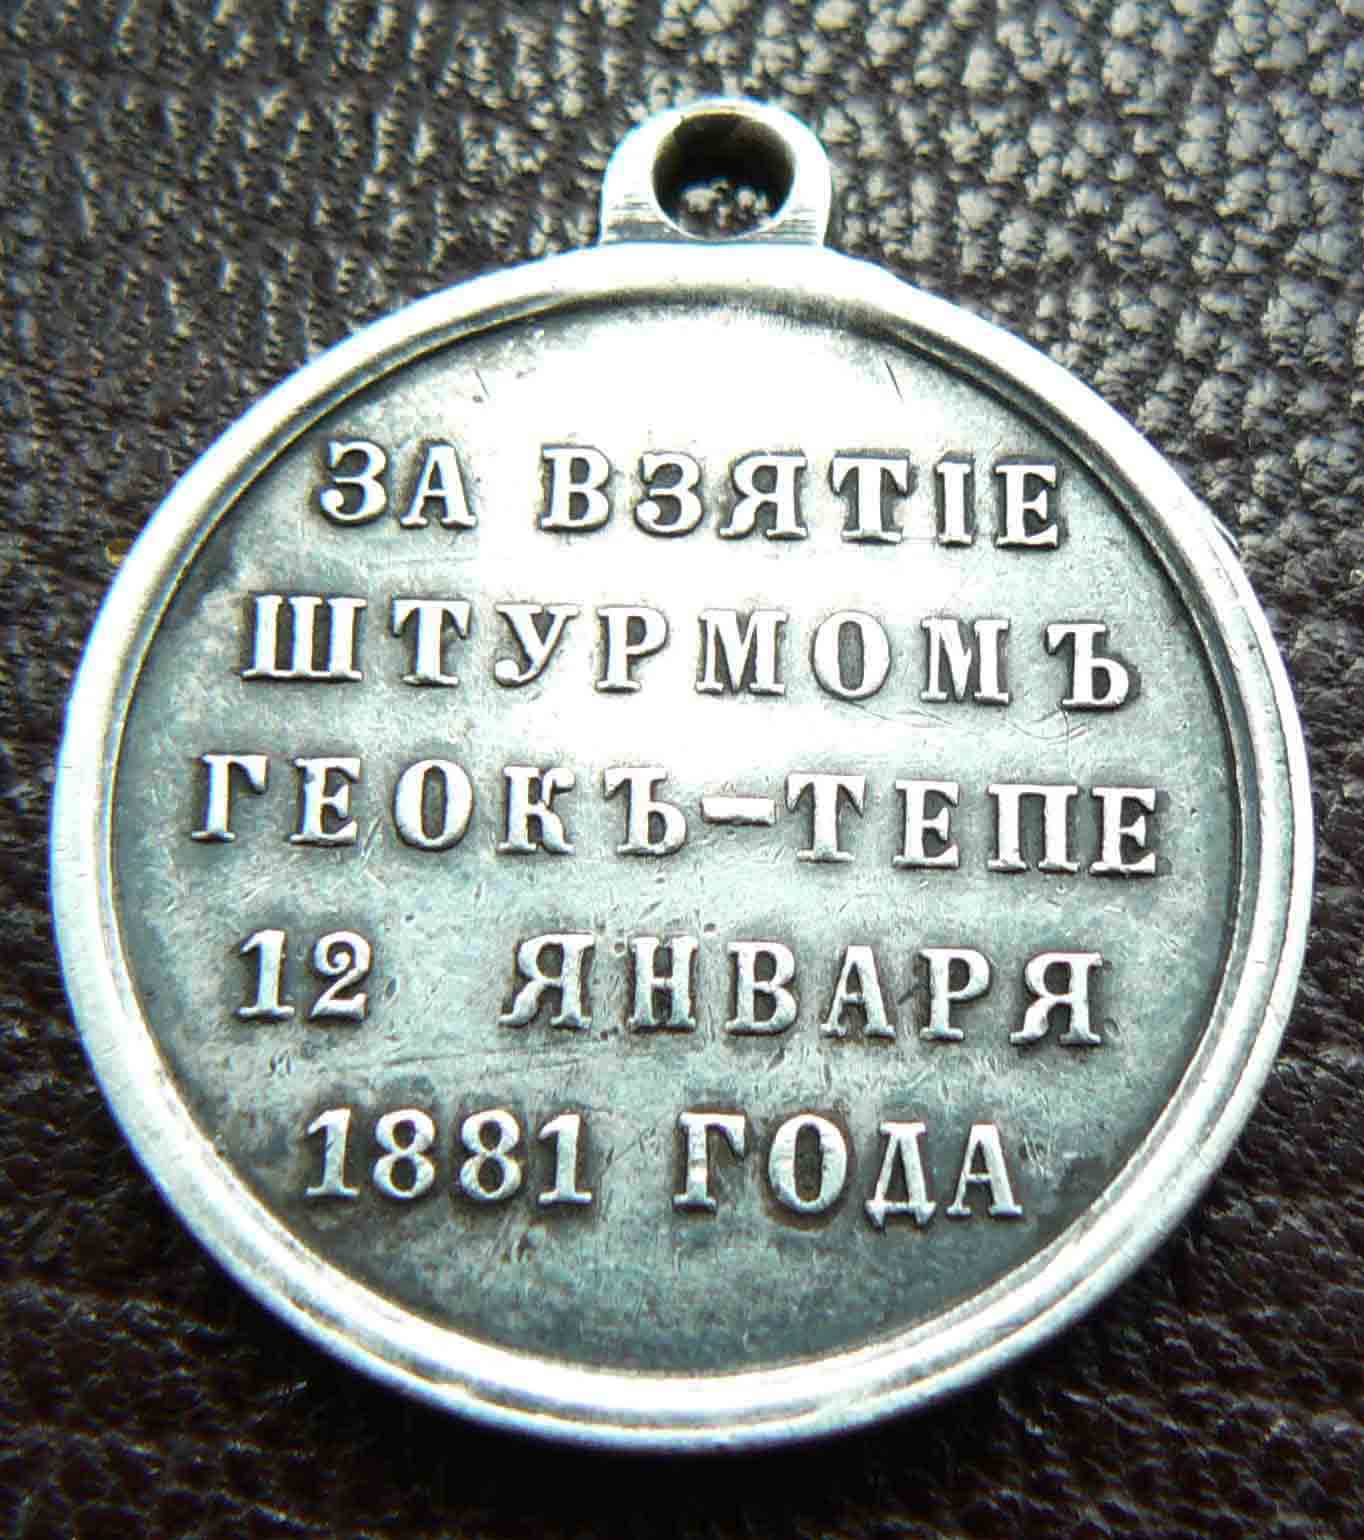 ЗА ВЗЯТІЕ
ШТУРМОМЪ
ГЕОКЪ-ТЕПЕ
12 ЯНВАРЯ
1881 ГОДА